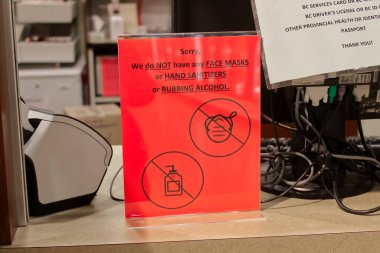 Sorry,
We do NOT have any FACE MASKS
or HAND SANITIZERS
or RUBBING ALCOHOL.
BC SERVICES CARD or
BC DRIVER'S LICENSE or BC ID
OTHER PROVINCIAL HEALTH or IDENTI
PASSPORT
THANK YOU!